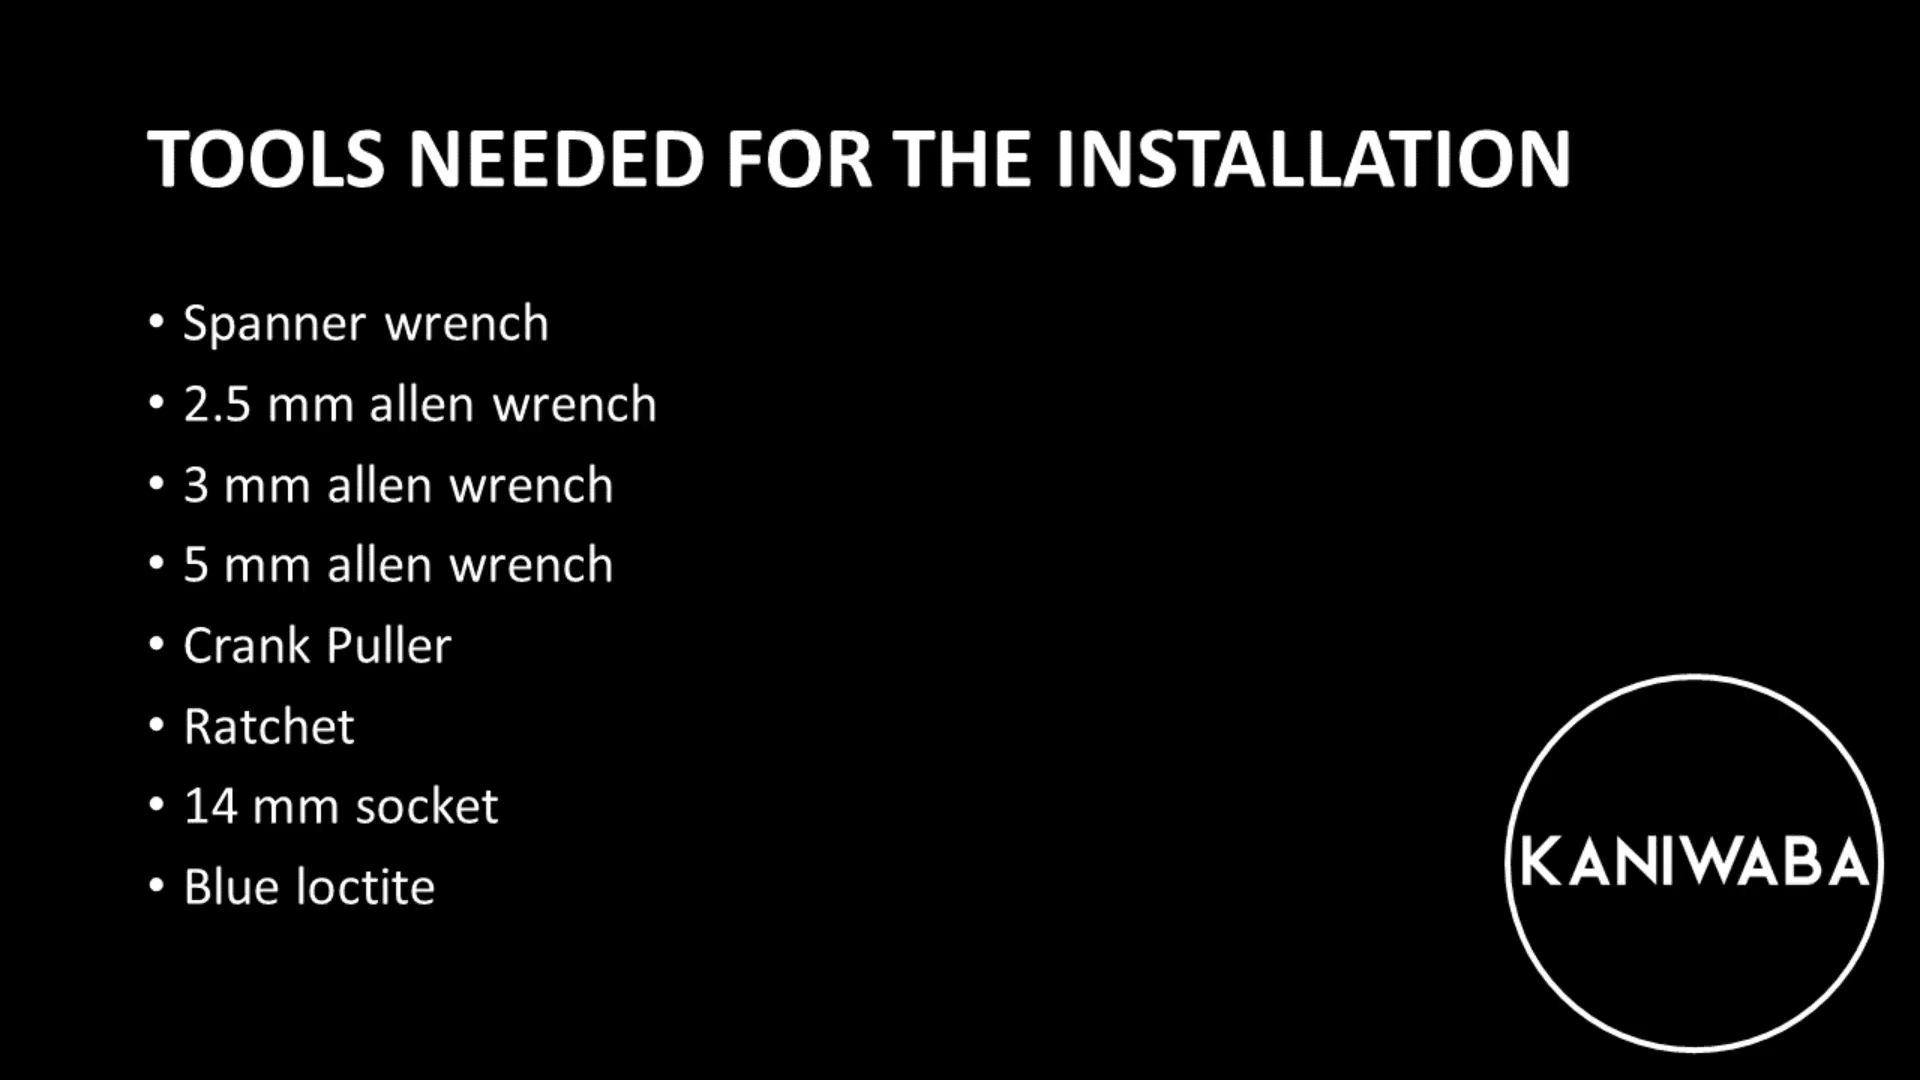 TOOLS NEEDED FOR THE INSTALLATION
• Spanner wrench
• 2.5 mm allen wrench
• 3 mm allen wrench
• 5 mm allen wrench
• Crank Puller
• Ratchet
• 14 mm socket
• Blue loctite
KANIWABA